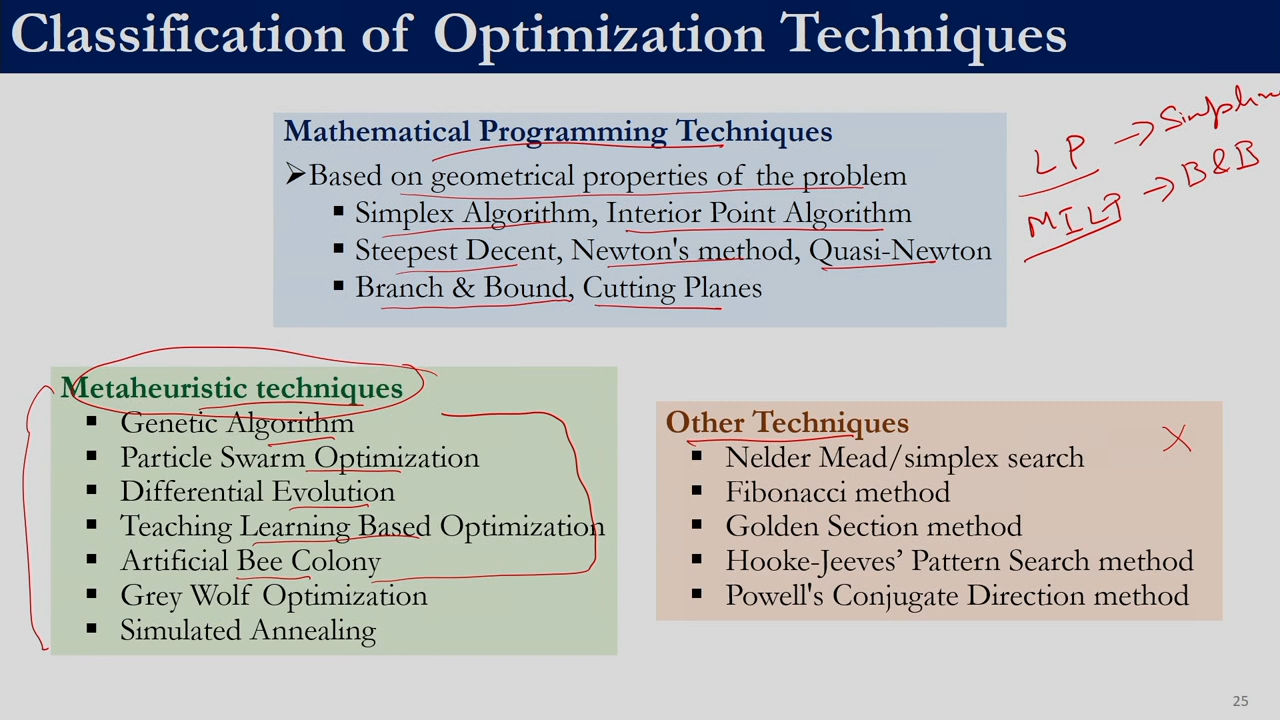 Classification of Optimization Techniques
Mathematical Programming Techniques
➤Based on geometrical properties of the problem
▪ Simplex Algorithm, Interior Point Algorithm
▪ Steepest Decent, Newton's method, Quasi-Newton
▪ Branch & Bound, Cutting Planes
LP →
MILP → B&B
Metaheuristic techniques
▪ Genetic Algorithm
▪ Particle Swarm Optimization
▪ Differential Evolution
▪ Teaching Learning Based Optimization
▪ Artificial Bee Colony
▪ Grey Wolf Optimization
▪ Simulated Annealing
Other Techniques
▪ Nelder Mead/simplex search
▪ Fibonacci method
▪ Golden Section method
▪ Hooke-Jeeves’ Pattern Search method
▪ Powell's Conjugate Direction method
X
25